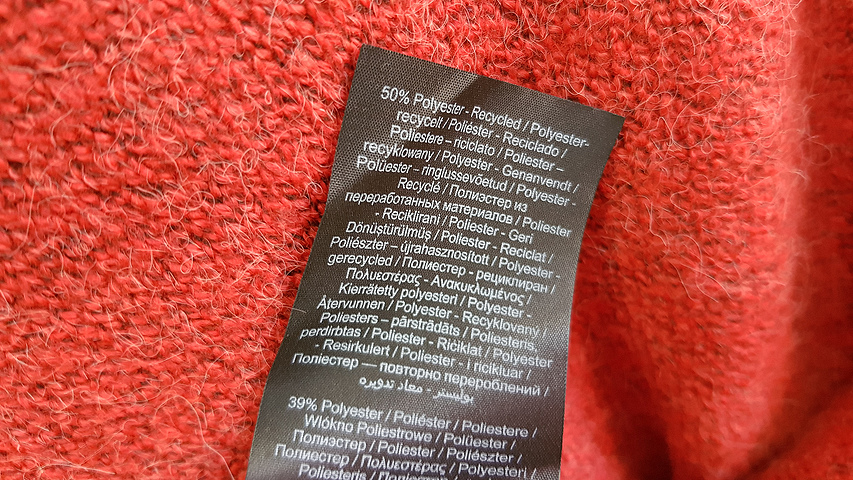 50% Polyester - Recycled / Polyester-
recycelt / Poliéster - Reciclado /
Poliestere – riciclato / Poliester –
recyklowany / Polyester - Genanvendt /
Polüester – ringlussevõetud / Polyester -
Recyclé / Полиэстер из
переработанных материалов / Poliester
- Reciklirani / Poliester - Geri
Dönüştürülmüş / Poliester - Reciclat /
Poliészter – újrahasznosított / Polyester -
gerecycled / Полиестер - рециклиран /
Πολυεστέρας - Ανακυκλωμένος /
Kierrätetty polyesteri / Polyester -
Återvunnen / Polyester - Recyklovaný /
Poliesters – pārstrādāts / Poliesteris,
perdirbtas / Poliester - Riciklat / Polyester
- Resirkulert / Poliester - i ricikluar /
Поліестер — повторно перероблений /
بوليستر - معاد تدويره
39% Polyester / Poliéster / Poliestere /
Włókno Poliestrowe / Polüester /
Полиэстер / Poliester / Poliészter /
Полиестер / Πολυεστέρας / Polyesteri /
Poliesteris /